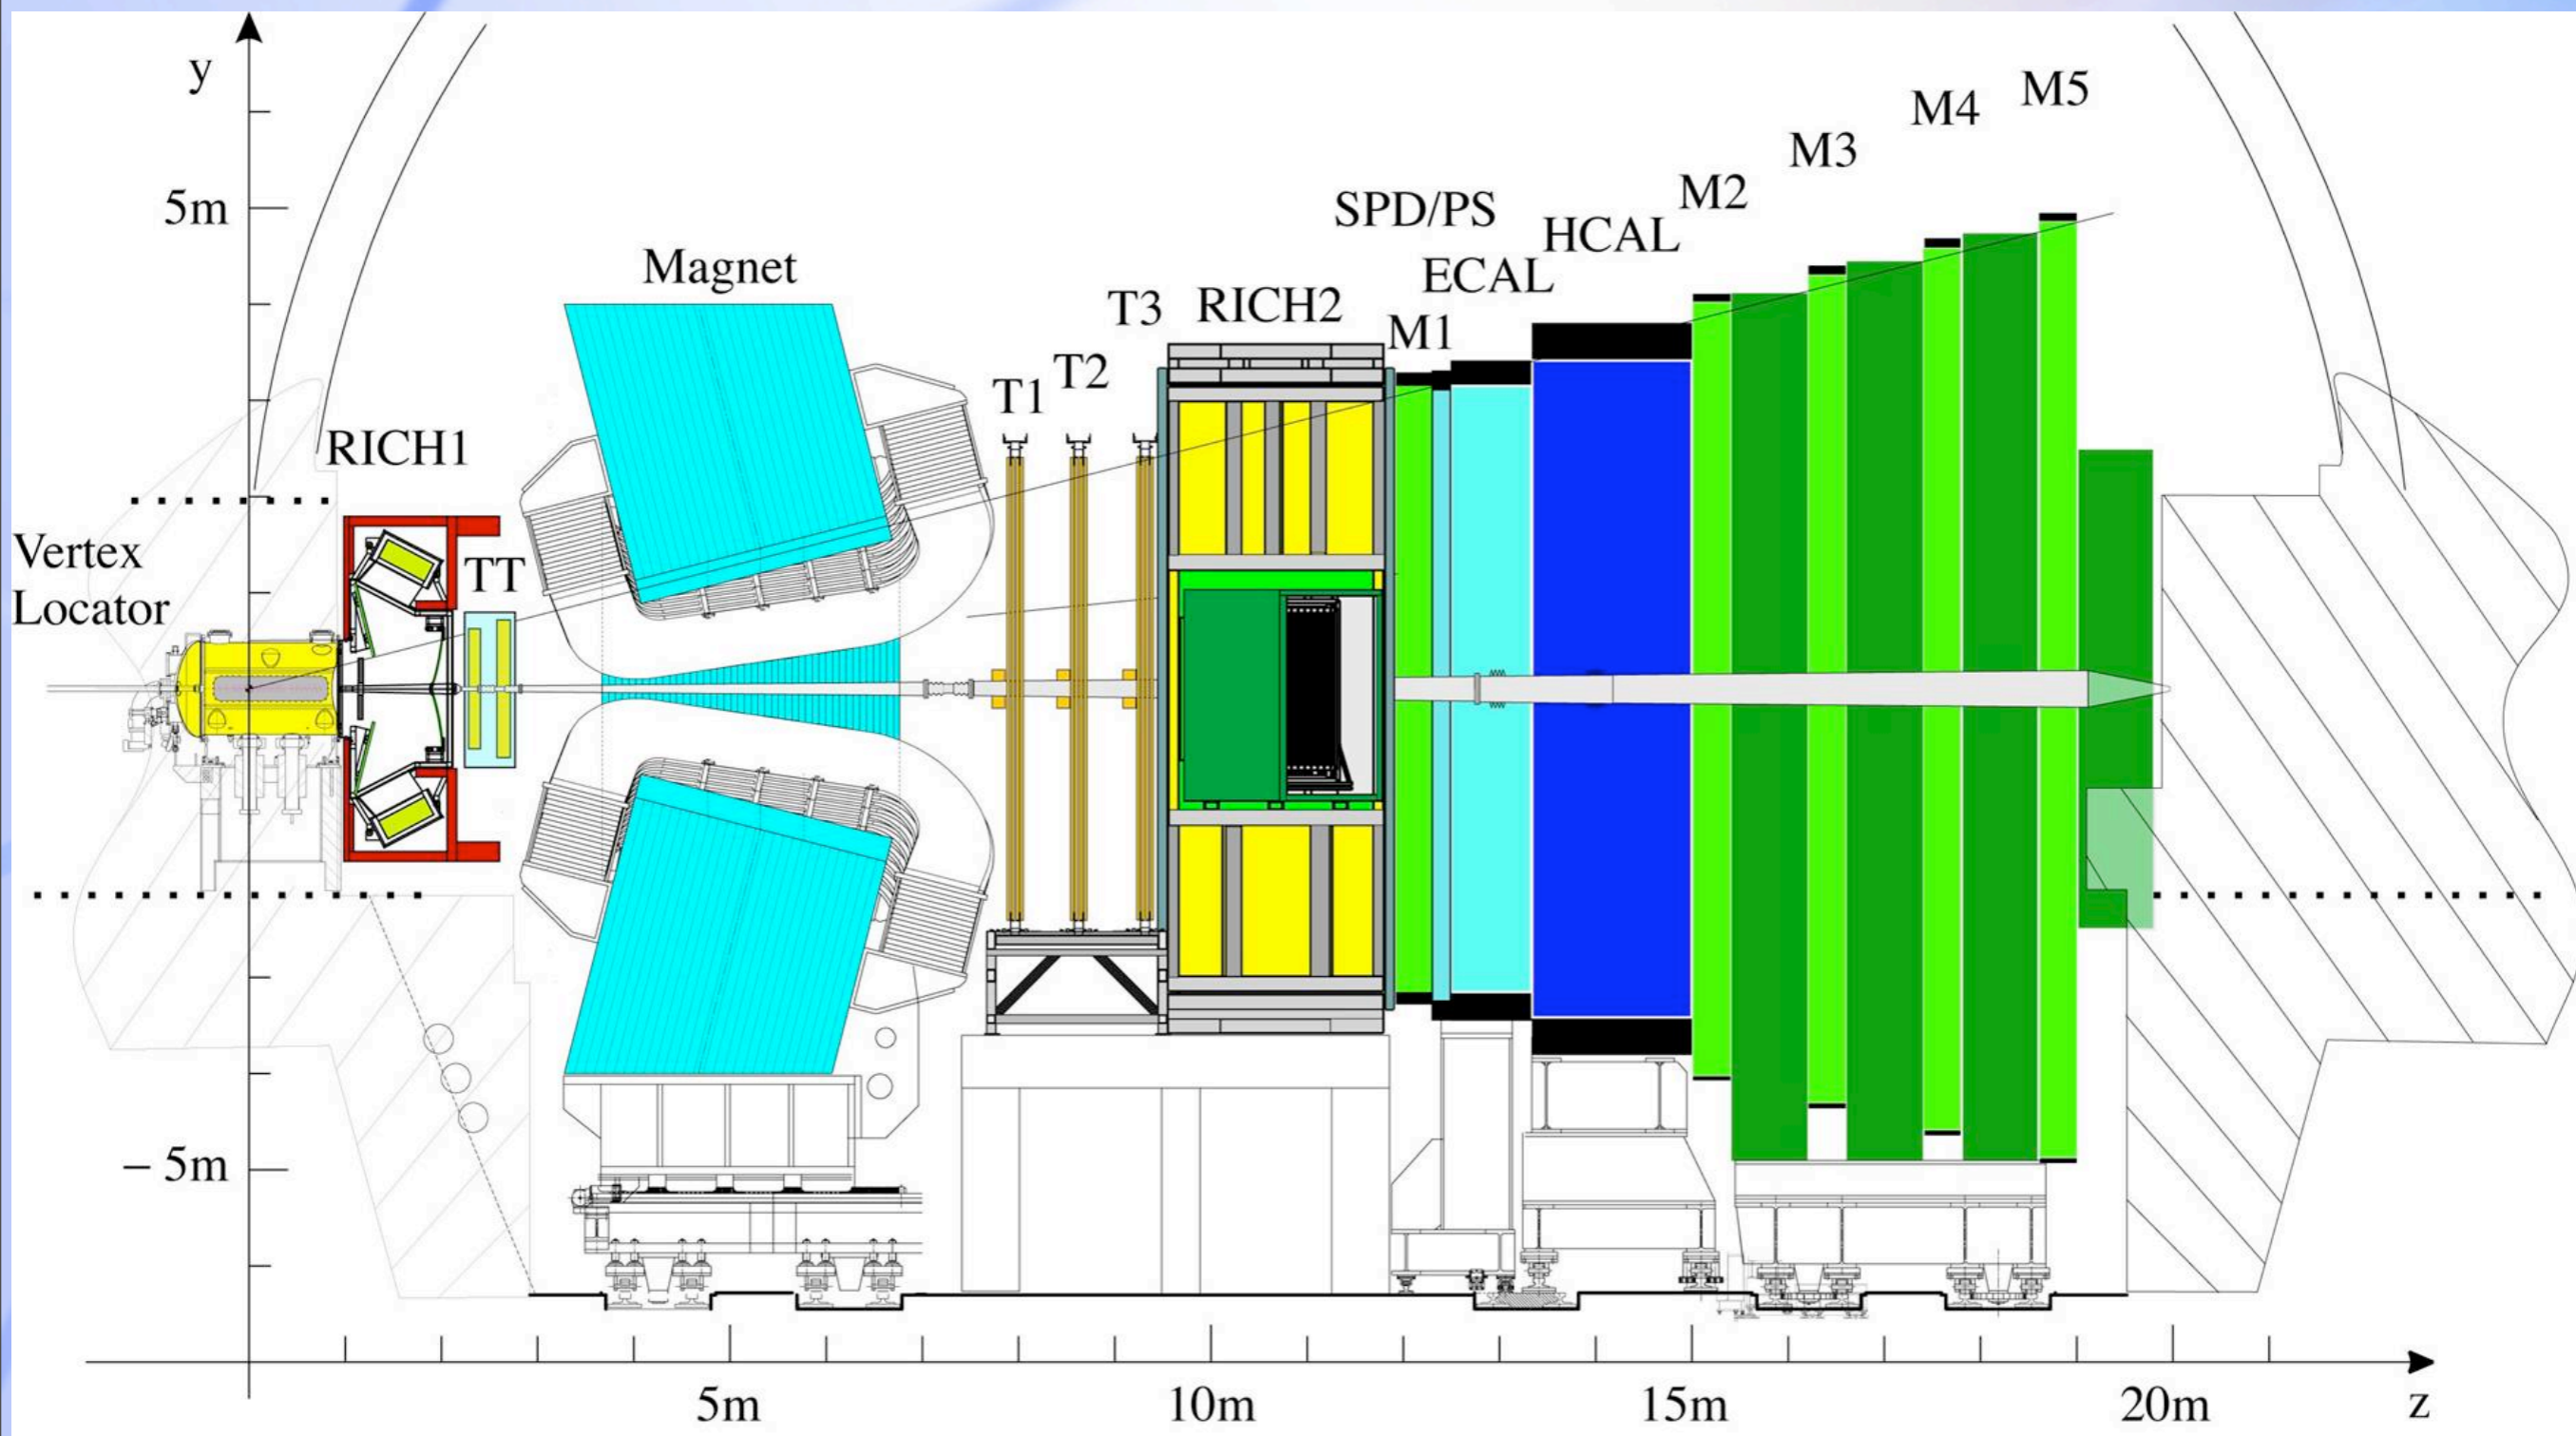 y
5m
− 5m
Vertex
Locator
RICH1
TT
Magnet
T1
T2
T3
RICH2
M1
SPD/PS
ECAL
HCAL
M2
M3
M4
M5
5m
10m
15m
20m
z